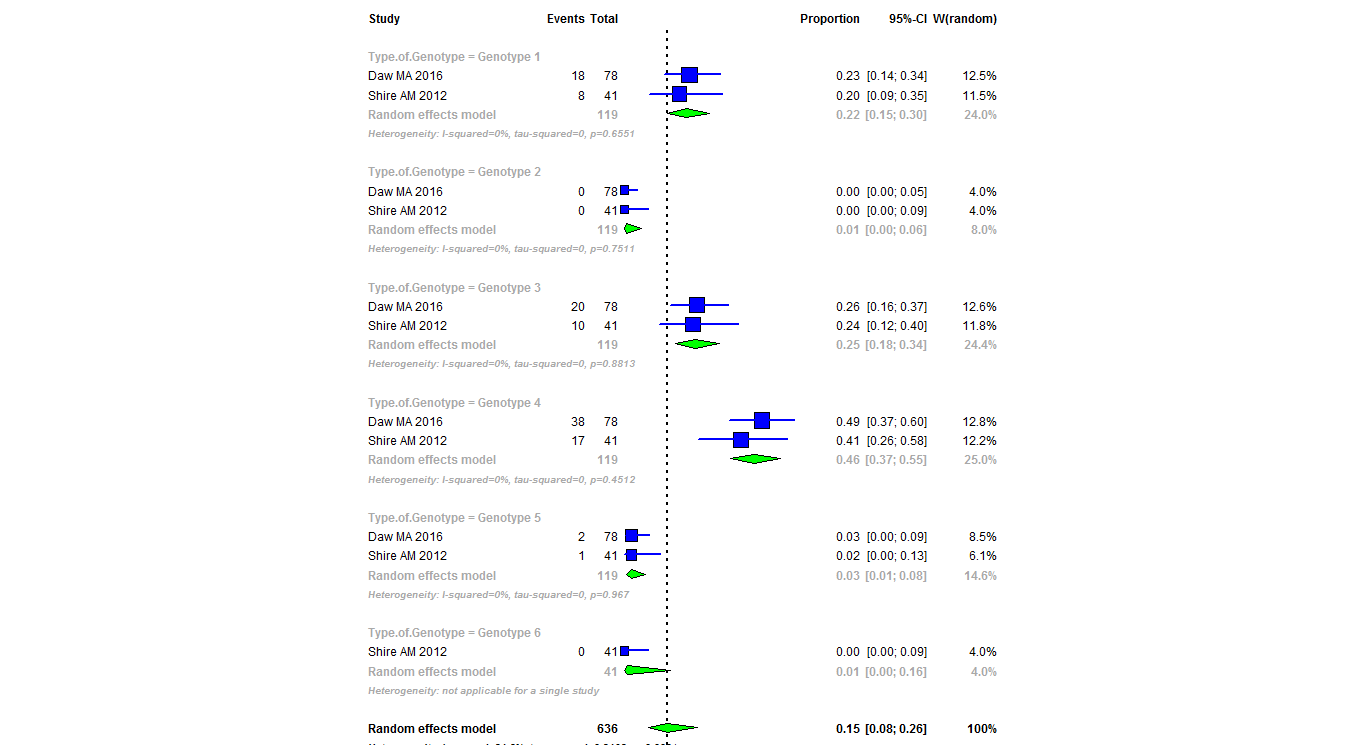 Study Events Total Proportion 95%-CI W(random)
Type.of.Genotype = Genotype 1
Daw MA 2016 18 78 0.23 [0.14; 0.34] 12.5%
Shire AM 2012 8 41 0.20 [0.09; 0.35] 11.5%
Random effects model 119 0.22 [0.15; 0.30] 24.0%
Heterogeneity: I-squared=0%, tau-squared=0, p=0.6551
Type.of.Genotype = Genotype 2
Daw MA 2016 0 78 0.00 [0.00; 0.05] 4.0%
Shire AM 2012 0 41 0.00 [0.00; 0.09] 4.0%
Random effects model 119 0.01 [0.00; 0.06] 8.0%
Heterogeneity: I-squared=0%, tau-squared=0, p=0.7511
Type.of.Genotype = Genotype 3
Daw MA 2016 20 78 0.26 [0.16; 0.37] 12.6%
Shire AM 2012 10 41 0.24 [0.12; 0.40] 11.8%
Random effects model 119 0.25 [0.18; 0.34] 24.4%
Heterogeneity: I-squared=0%, tau-squared=0, p=0.8813
Type.of.Genotype = Genotype 4
Daw MA 2016 38 78 0.49 [0.37; 0.60] 12.8%
Shire AM 2012 17 41 0.41 [0.26; 0.58] 12.2%
Random effects model 119 0.46 [0.37; 0.55] 25.0%
Heterogeneity: I-squared=0%, tau-squared=0, p=0.4512
Type.of.Genotype = Genotype 5
Daw MA 2016 2 78 0.03 [0.00; 0.09] 8.5%
Shire AM 2012 1 41 0.02 [0.00; 0.13] 6.1%
Random effects model 119 0.03 [0.01; 0.08] 14.6%
Heterogeneity: I-squared=0%, tau-squared=0, p=0.967
Type.of.Genotype = Genotype 6
Shire AM 2012 0 41 0.00 [0.00; 0.09] 4.0%
Random effects model 41 0.01 [0.00; 0.16] 4.0%
Heterogeneity: not applicable for a single study
Random effects model 636 0.15 [0.08; 0.26] 100%